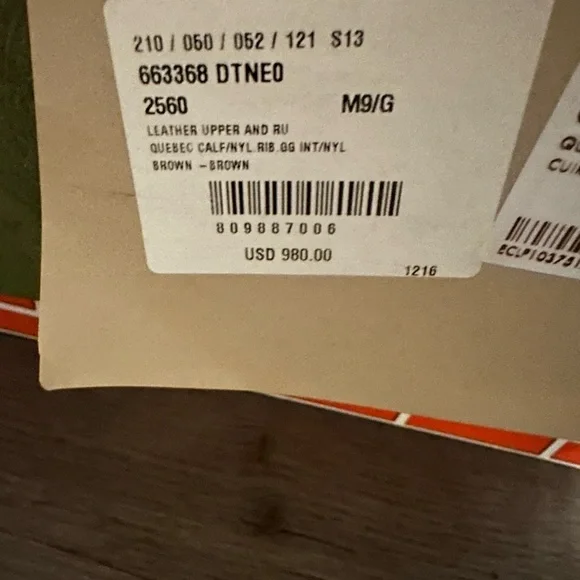 210 / 050 / 052 / 121 S13
663368 DTNE0
2560 M9/G
LEATHER UPPER AND RU
QUEBEC CALF/NYL.RIB.GG INT/NYL
BROWN - BROWN
809887006
USD 980.00
1216